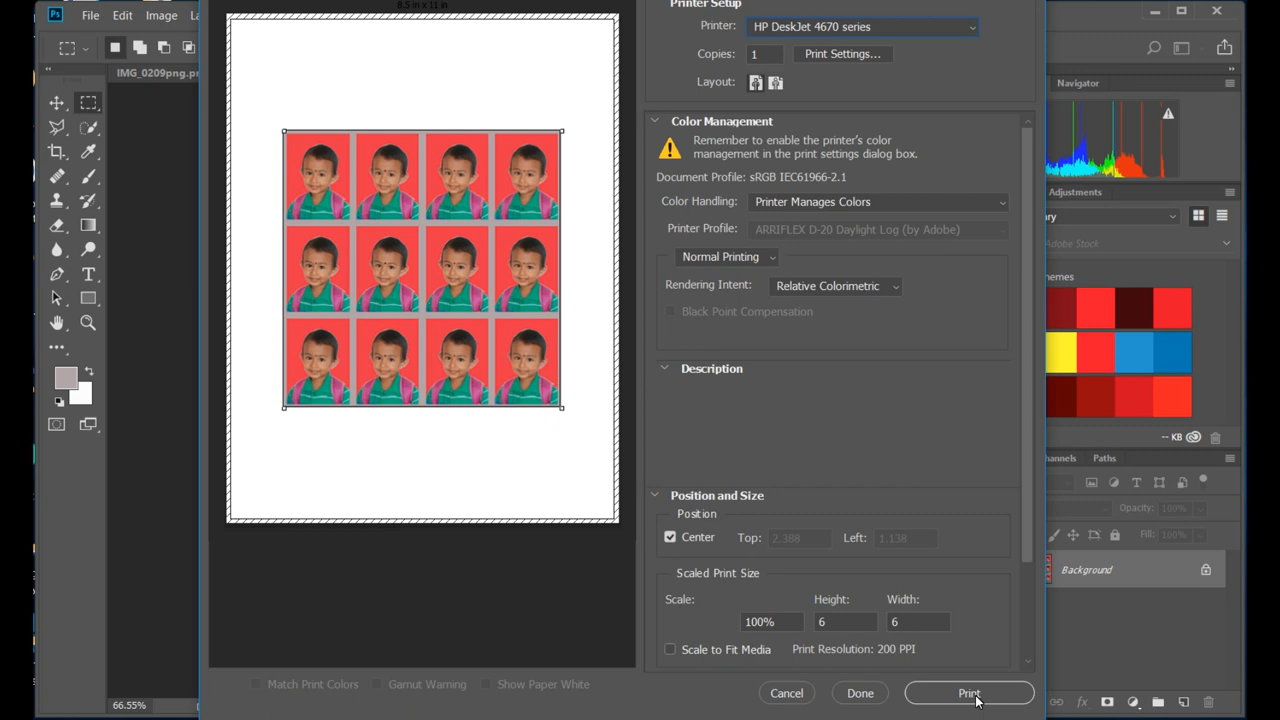 Ps File Edit Image La
8.5 in x 11 in
Printer Setup
Printer: HP DeskJet 4670 series
Copies: 1 Print Settings...
Layout:
IMG_0209png.pn
Color Management
Remember to enable the printer's color
management in the print settings dialog box.
Document Profile: sRGB IEC61966-2.1
Color Handling: Printer Manages Colors
Printer Profile: ARRIFLEX D-20 Daylight Log (by Adobe)
Normal Printing
Rendering Intent: Relative Colorimetric
Black Point Compensation
Description
Position and Size
Position
Center Top: 2.388 Left: 1.138
Scaled Print Size
Scale: Height: Width:
100% 6 6
Scale to Fit Media Print Resolution: 200 PPI
Match Print Colors Gamut Warning Show Paper White
Cancel Done Print
66.55%
Navigator
Adjustments
ry
Adobe Stock
hemes
-- KB
hannels Paths
Opacity: 100%
Fill: 100%
Background
fx